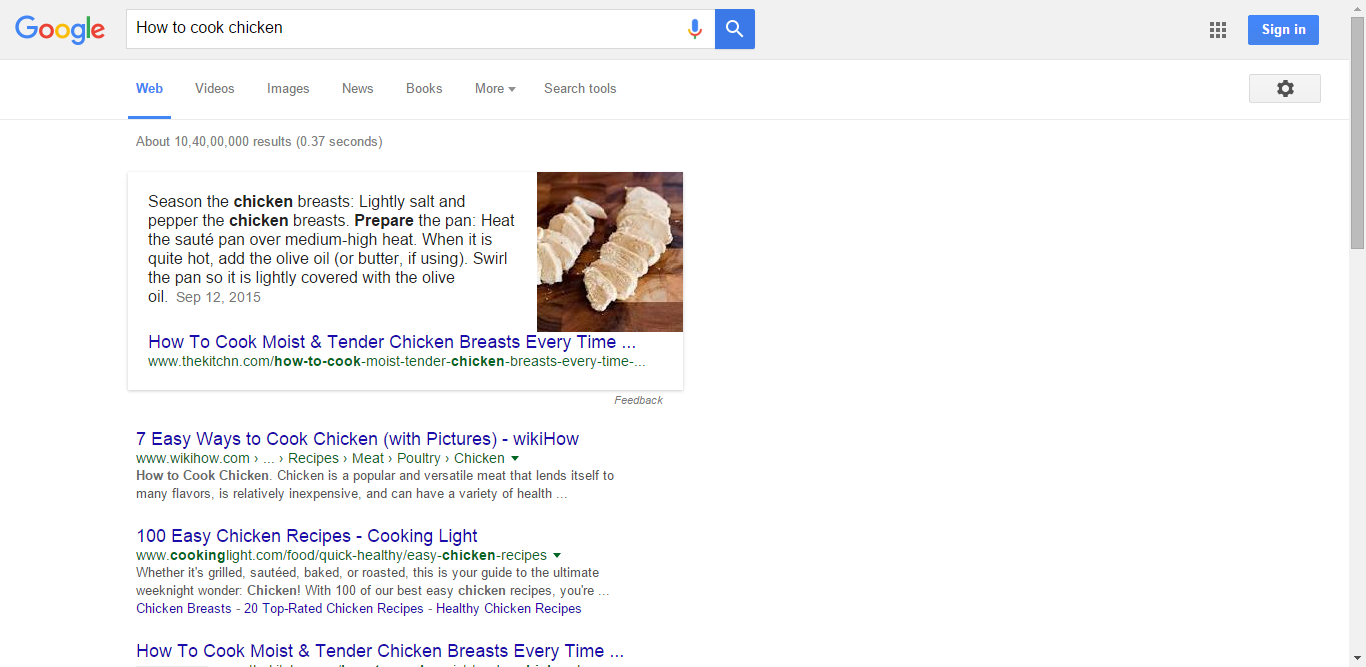 Google
How to cook chicken
Sign in
Web Videos Images News Books More Search tools
About 10,40,00,000 results (0.37 seconds)
Season the chicken breasts: Lightly salt and
pepper the chicken breasts. Prepare the pan: Heat
the sauté pan over medium-high heat. When it is
quite hot, add the olive oil (or butter, if using). Swirl
the pan so it is lightly covered with the olive
oil. Sep 12, 2015
How To Cook Moist & Tender Chicken Breasts Every Time ...
www.thekitchn.com/how-to-cook-moist-tender-chicken-breasts-every-time-...
Feedback
7 Easy Ways to Cook Chicken (with Pictures) - wikiHow
www.wikihow.com › ... › Recipes › Meat › Poultry › Chicken
How to Cook Chicken. Chicken is a popular and versatile meat that lends itself to
many flavors, is relatively inexpensive, and can have a variety of health ...
100 Easy Chicken Recipes - Cooking Light
www.cookinglight.com/food/quick-healthy/easy-chicken-recipes
Whether it's grilled, sautéed, baked, or roasted, this is your guide to the ultimate
weeknight wonder: Chicken! With 100 of our best easy chicken recipes, you're ...
Chicken Breasts - 20 Top-Rated Chicken Recipes - Healthy Chicken Recipes
How To Cook Moist & Tender Chicken Breasts Every Time ...